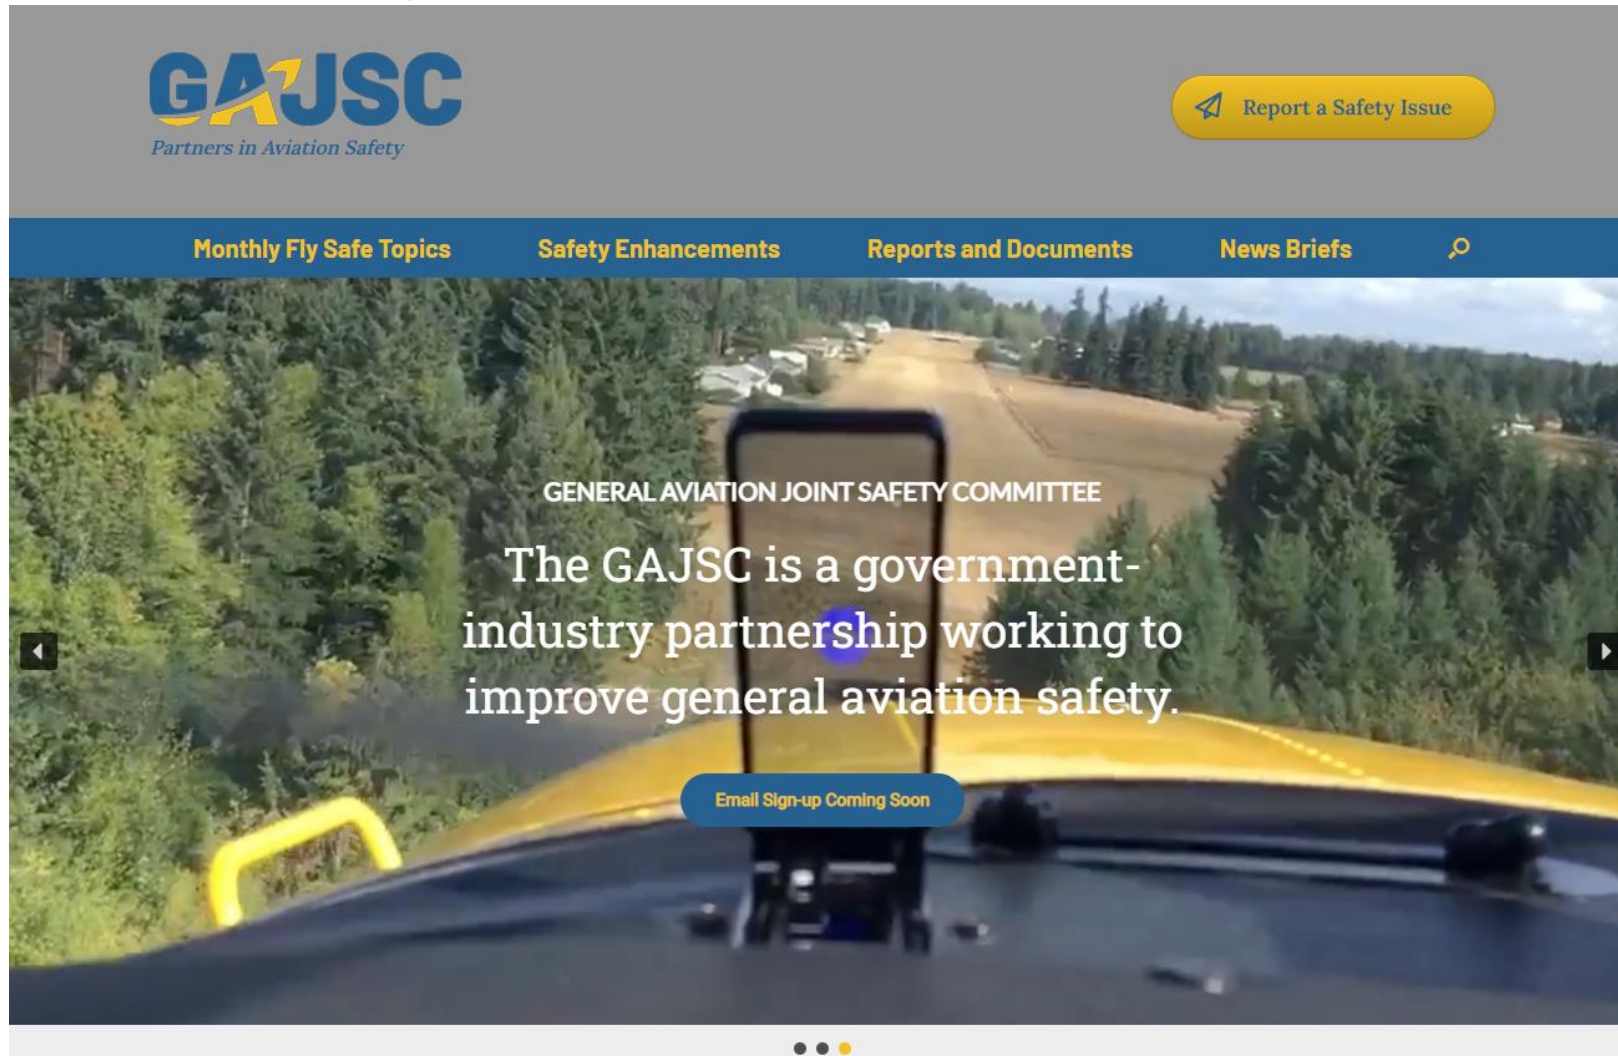 GAJSC
Partners in Aviation Safety
Report a Safety Issue
Monthly Fly Safe Topics
Safety Enhancements
Reports and Documents
News Briefs
GENERAL AVIATION JOINT SAFETY COMMITTEE
The GAJSC is a government-
industry partnership working to
improve general aviation safety.
Email Sign-up Coming Soon